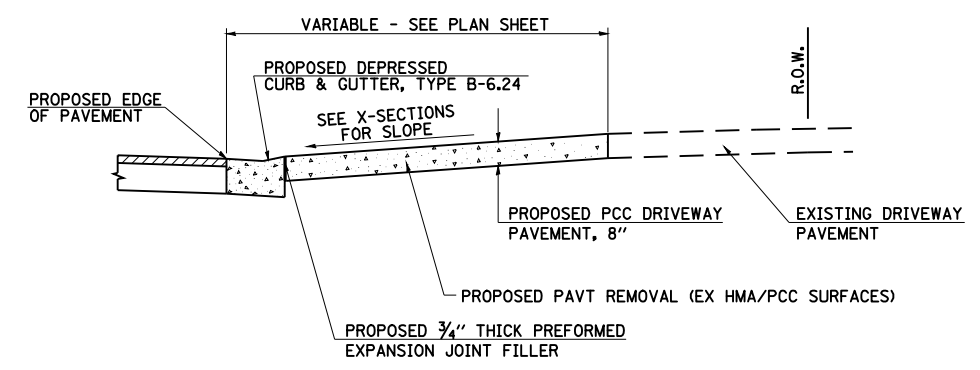 VARIABLE - SEE PLAN SHEET
R.O.W.
PROPOSED DEPRESSED
CURB & GUTTER, TYPE B-6.24
PROPOSED EDGE
OF PAVEMENT
SEE X-SECTIONS
FOR SLOPE
PROPOSED PCC DRIVEWAY
PAVEMENT, 8"
EXISTING DRIVEWAY
PAVEMENT
PROPOSED PAVT REMOVAL (EX HMA/PCC SURFACES)
PROPOSED ¾" THICK PREFORMED
EXPANSION JOINT FILLER